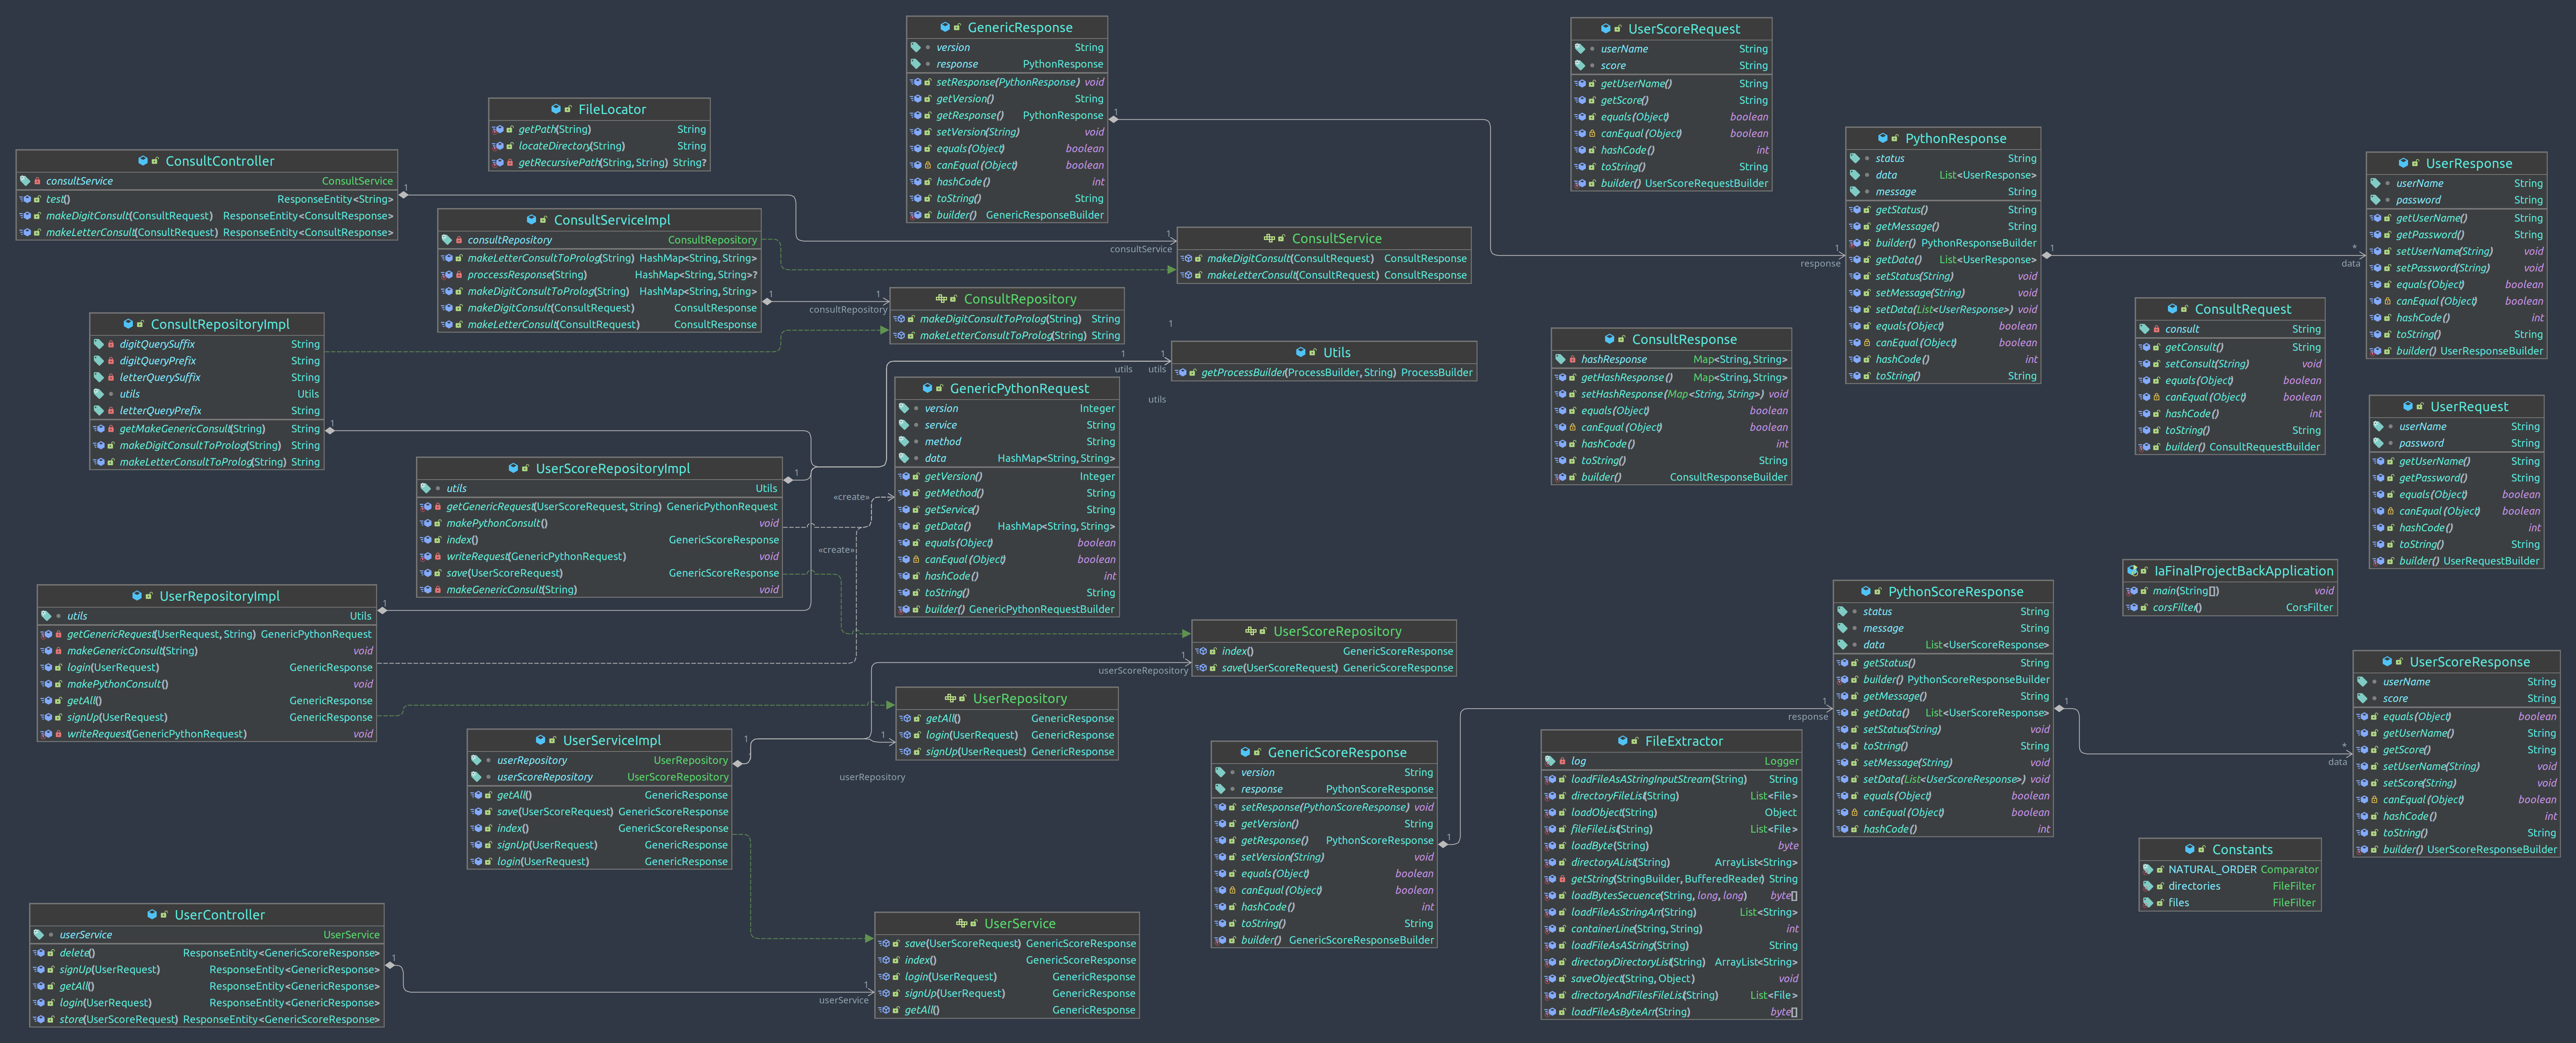 GenericResponse
version String
response PythonResponse
setResponse(PythonResponse) void
getVersion() String
getResponse() PythonResponse
setVersion(String) void
equals(Object) boolean
canEqual(Object) boolean
hashCode() int
toString() String
builder() GenericResponseBuilder
UserScoreRequest
userName String
score String
getUserName() String
getScore() String
equals(Object) boolean
canEqual(Object) boolean
hashCode() int
toString() String
builder() UserScoreRequestBuilder
FileLocator
getPath(String) String
locateDirectory(String) String
getRecursivePath(String, String) String?
PythonResponse
status String
data List<UserResponse>
message String
getStatus() String
getMessage() String
builder() PythonResponseBuilder
getData() List<UserResponse>
setStatus(String) void
setMessage(String) void
setData(List<UserResponse>) void
equals(Object) boolean
canEqual(Object) boolean
hashCode() int
toString() String
UserResponse
userName String
password String
getUserName() String
getPassword() String
setUserName(String) void
setPassword(String) void
equals(Object) boolean
canEqual(Object) boolean
hashCode() int
toString() String
builder() UserResponseBuilder
ConsultController
consultService ConsultService
test() ResponseEntity<String>
makeDigitConsult(ConsultRequest) ResponseEntity<ConsultResponse>
makeLetterConsult(ConsultRequest) ResponseEntity<ConsultResponse>
ConsultServiceImpl
consultRepository ConsultRepository
makeLetterConsultToProlog(String) HashMap<String, String>
proccessResponse(String) HashMap<String, String>?
makeDigitConsultToProlog(String) HashMap<String, String>
makeDigitConsult(ConsultRequest) ConsultResponse
makeLetterConsult(ConsultRequest) ConsultResponse
ConsultService
makeDigitConsult(ConsultRequest) ConsultResponse
makeLetterConsult(ConsultRequest) ConsultResponse
ConsultRepository
makeDigitConsultToProlog(String) String
makeLetterConsultToProlog(String) String
ConsultRequest
consult String
getConsult() String
setConsult(String) void
equals(Object) boolean
canEqual(Object) boolean
hashCode() int
toString() String
builder() ConsultRequestBuilder
ConsultRepositoryImpl
digitQuerySuffix String
digitQueryPrefix String
letterQuerySuffix String
utils Utils
letterQueryPrefix String
getMakeGenericConsult(String) String
makeDigitConsultToProlog(String) String
makeLetterConsultToProlog(String) String
ConsultResponse
hashResponse Map<String, String>
getHashResponse() Map<String, String>
setHashResponse(Map<String, String>) void
equals(Object) boolean
canEqual(Object) boolean
hashCode() int
toString() String
builder() ConsultResponseBuilder
Utils
getProcessBuilder(ProcessBuilder, String) ProcessBuilder
GenericPythonRequest
version Integer
service String
method String
data HashMap<String, String>
getVersion() Integer
getMethod() String
getService() String
getData() HashMap<String, String>
equals(Object) boolean
canEqual(Object) boolean
hashCode() int
toString() String
builder() GenericPythonRequestBuilder
UserRequest
userName String
password String
getUserName() String
getPassword() String
equals(Object) boolean
canEqual(Object) boolean
hashCode() int
toString() String
builder() UserRequestBuilder
UserScoreRepositoryImpl
utils Utils
getGenericRequest(UserScoreRequest, String) GenericPythonRequest
makePythonConsult() void
index() GenericScoreResponse
writeRequest(GenericPythonRequest) void
save(UserScoreRequest) GenericScoreResponse
makeGenericConsult(String) void
IaFinalProjectBackApplication
main(String[]) void
corsFilter() CorsFilter
UserRepositoryImpl
utils Utils
getGenericRequest(UserRequest, String) GenericPythonRequest
makeGenericConsult(String) void
login(UserRequest) GenericResponse
makePythonConsult() void
getAll() GenericResponse
signUp(UserRequest) GenericResponse
writeRequest(GenericPythonRequest) void
PythonScoreResponse
status String
message String
data List<UserScoreResponse>
getStatus() String
builder() PythonScoreResponseBuilder
getMessage() String
getData() List<UserScoreResponse>
setStatus(String) void
toString() String
setMessage(String) void
setData(List<UserScoreResponse>) void
equals(Object) boolean
canEqual(Object) boolean
hashCode() int
UserScoreRepository
index() GenericScoreResponse
save(UserScoreRequest) GenericScoreResponse
UserScoreResponse
userName String
score String
equals(Object) boolean
getUserName() String
getScore() String
setUserName(String) void
setScore(String) void
canEqual(Object) boolean
hashCode() int
toString() String
builder() UserScoreResponseBuilder
UserRepository
getAll() GenericResponse
login(UserRequest) GenericResponse
signUp(UserRequest) GenericResponse
UserServiceImpl
userRepository UserRepository
userScoreRepository UserScoreRepository
getAll() GenericResponse
save(UserScoreRequest) GenericScoreResponse
index() GenericScoreResponse
signUp(UserRequest) GenericResponse
login(UserRequest) GenericResponse
GenericScoreResponse
version String
response PythonScoreResponse
setResponse(PythonScoreResponse) void
getVersion() String
getResponse() PythonScoreResponse
setVersion(String) void
equals(Object) boolean
canEqual(Object) boolean
hashCode() int
toString() String
builder() GenericScoreResponseBuilder
FileExtractor
log Logger
loadFileAsAStringInputStream(String) String
directoryFileList(String) List<File>
loadObject(String) Object
fileFileList(String) List<File>
loadByte(String) byte
directoryAList(String) ArrayList<String>
getString(StringBuilder, BufferedReader) String
loadBytesSecuence(String, long, long) byte[]
loadFileAsStringArr(String) List<String>
containerLine(String, String) int
loadFileAsAString(String) String
directoryDirectoryList(String) ArrayList<String>
saveObject(String, Object) void
directoryAndFilesFileList(String) List<File>
loadFileAsByteArr(String) byte[]
Constants
NATURAL_ORDER Comparator
directories FileFilter
files FileFilter
UserController
userService UserService
delete() ResponseEntity<GenericScoreResponse>
signUp(UserRequest) ResponseEntity<GenericResponse>
getAll() ResponseEntity<GenericResponse>
login(UserRequest) ResponseEntity<GenericResponse>
store(UserScoreRequest) ResponseEntity<GenericScoreResponse>
UserService
save(UserScoreRequest) GenericScoreResponse
index() GenericScoreResponse
login(UserRequest) GenericResponse
signUp(UserRequest) GenericResponse
getAll() GenericResponse
1
1
consultService
1
1
response
1
*
data
1
1
consultRepository
1
1
1
1
utils
1
utils
1
utils
1
1
«create»
«create»
1
1
userScoreRepository
1
userRepository
1
1
response
1
*
data
1
1
userService